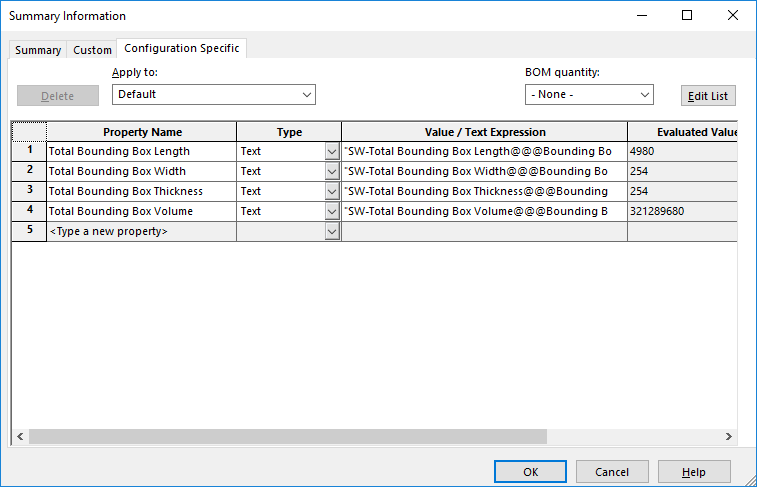 Summary Information
Summary Custom Configuration Specific
Apply to: BOM quantity:
Delete Default - None - Edit List
Property Name Type Value / Text Expression Evaluated Value
1 Total Bounding Box Length Text "SW-Total Bounding Box Length@@@Bounding Bo 4980
2 Total Bounding Box Width Text "SW-Total Bounding Box Width@@@Bounding Bo 254
3 Total Bounding Box Thickness Text "SW-Total Bounding Box Thickness@@@Bounding 254
4 Total Bounding Box Volume Text "SW-Total Bounding Box Volume@@@Bounding B 321289680
5 <Type a new property>
OK Cancel Help